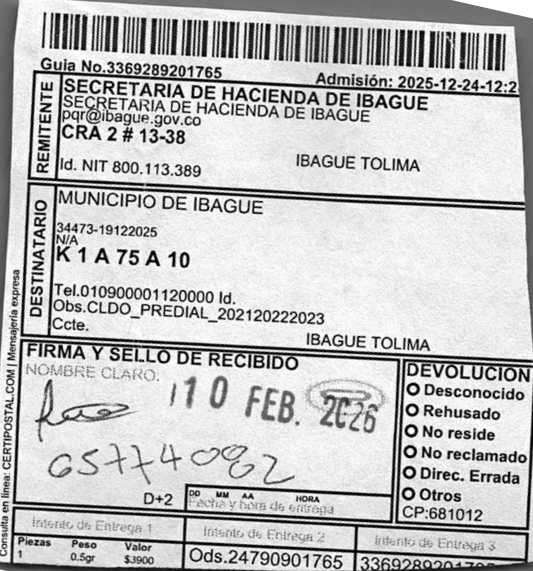 Guia No.3369289201765
Admisión: 2025-12-24-12:2
REMITENTE
SECRETARIA DE HACIENDA DE IBAGUE
SECRETARIA DE HACIENDA DE IBAGUE
pqr@ibague.gov.co
CRA 2 # 13-38
IBAGUE TOLIMA
Id. NIT 800.113.389
DESTINATARIO
MUNICIPIO DE IBAGUE
34473-19122025
N/A
K 1 A 75 A 10
Tel.010900001120000 Id.
Obs.CLDO_PREDIAL_202120222023
Ccte.
IBAGUE TOLIMA
Consulta en línea: CERTIPOSTAL.COM | Mensajería expresa
FIRMA Y SELLO DE RECIBIDO
NOMBRE CLARO.
10 FEB. 2026
65774092
D+2
DD MM AA HORA
Fecha y hora de entrega
DEVOLUCION
Desconocido
Rehusado
No reside
No reclamado
Direc. Errada
Otros
CP:681012
Intento de Entrega 1
Intento de Entrega 2
Intento de Entrega 3
Piezas Peso Valor
1 0.5gr $3900
Ods.24790901765
3369289201765